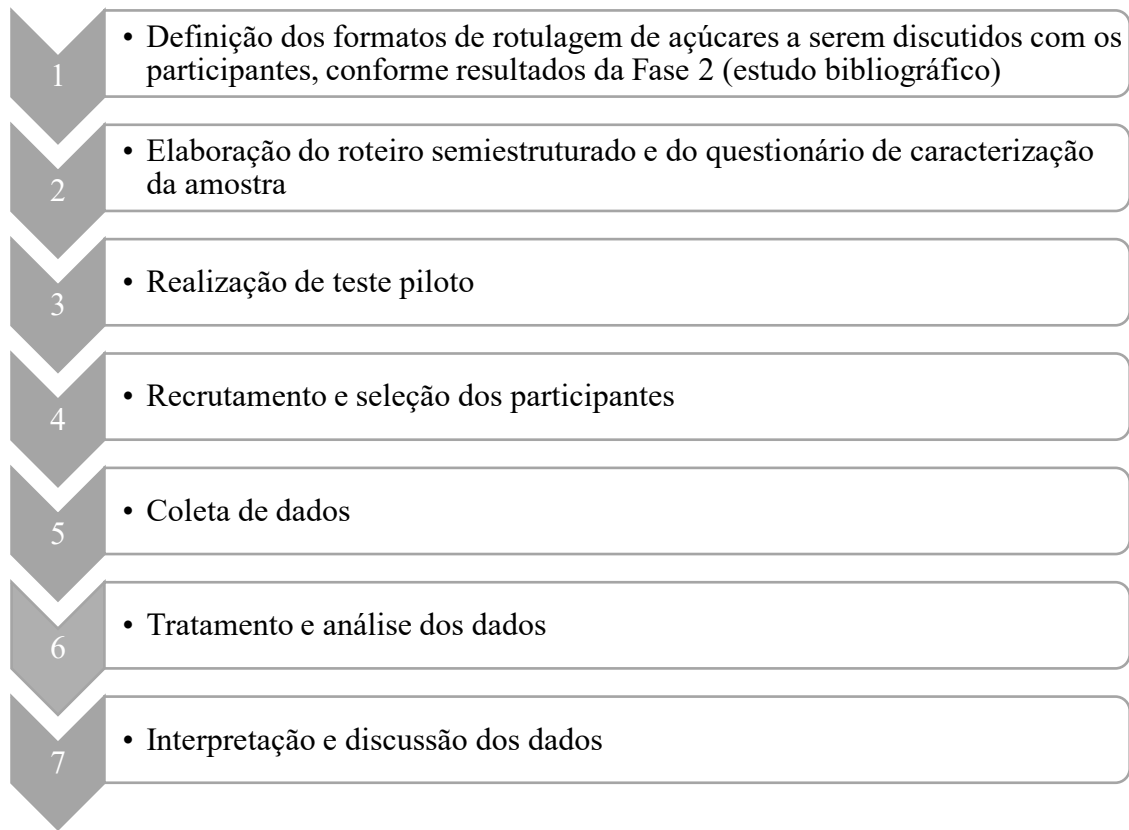 1
• Definição dos formatos de rotulagem de açúcares a serem discutidos com os
participantes, conforme resultados da Fase 2 (estudo bibliográfico)
2
• Elaboração do roteiro semiestruturado e do questionário de caracterização
da amostra
3
• Realização de teste piloto
4
• Recrutamento e seleção dos participantes
5
• Coleta de dados
6
• Tratamento e análise dos dados
7
• Interpretação e discussão dos dados